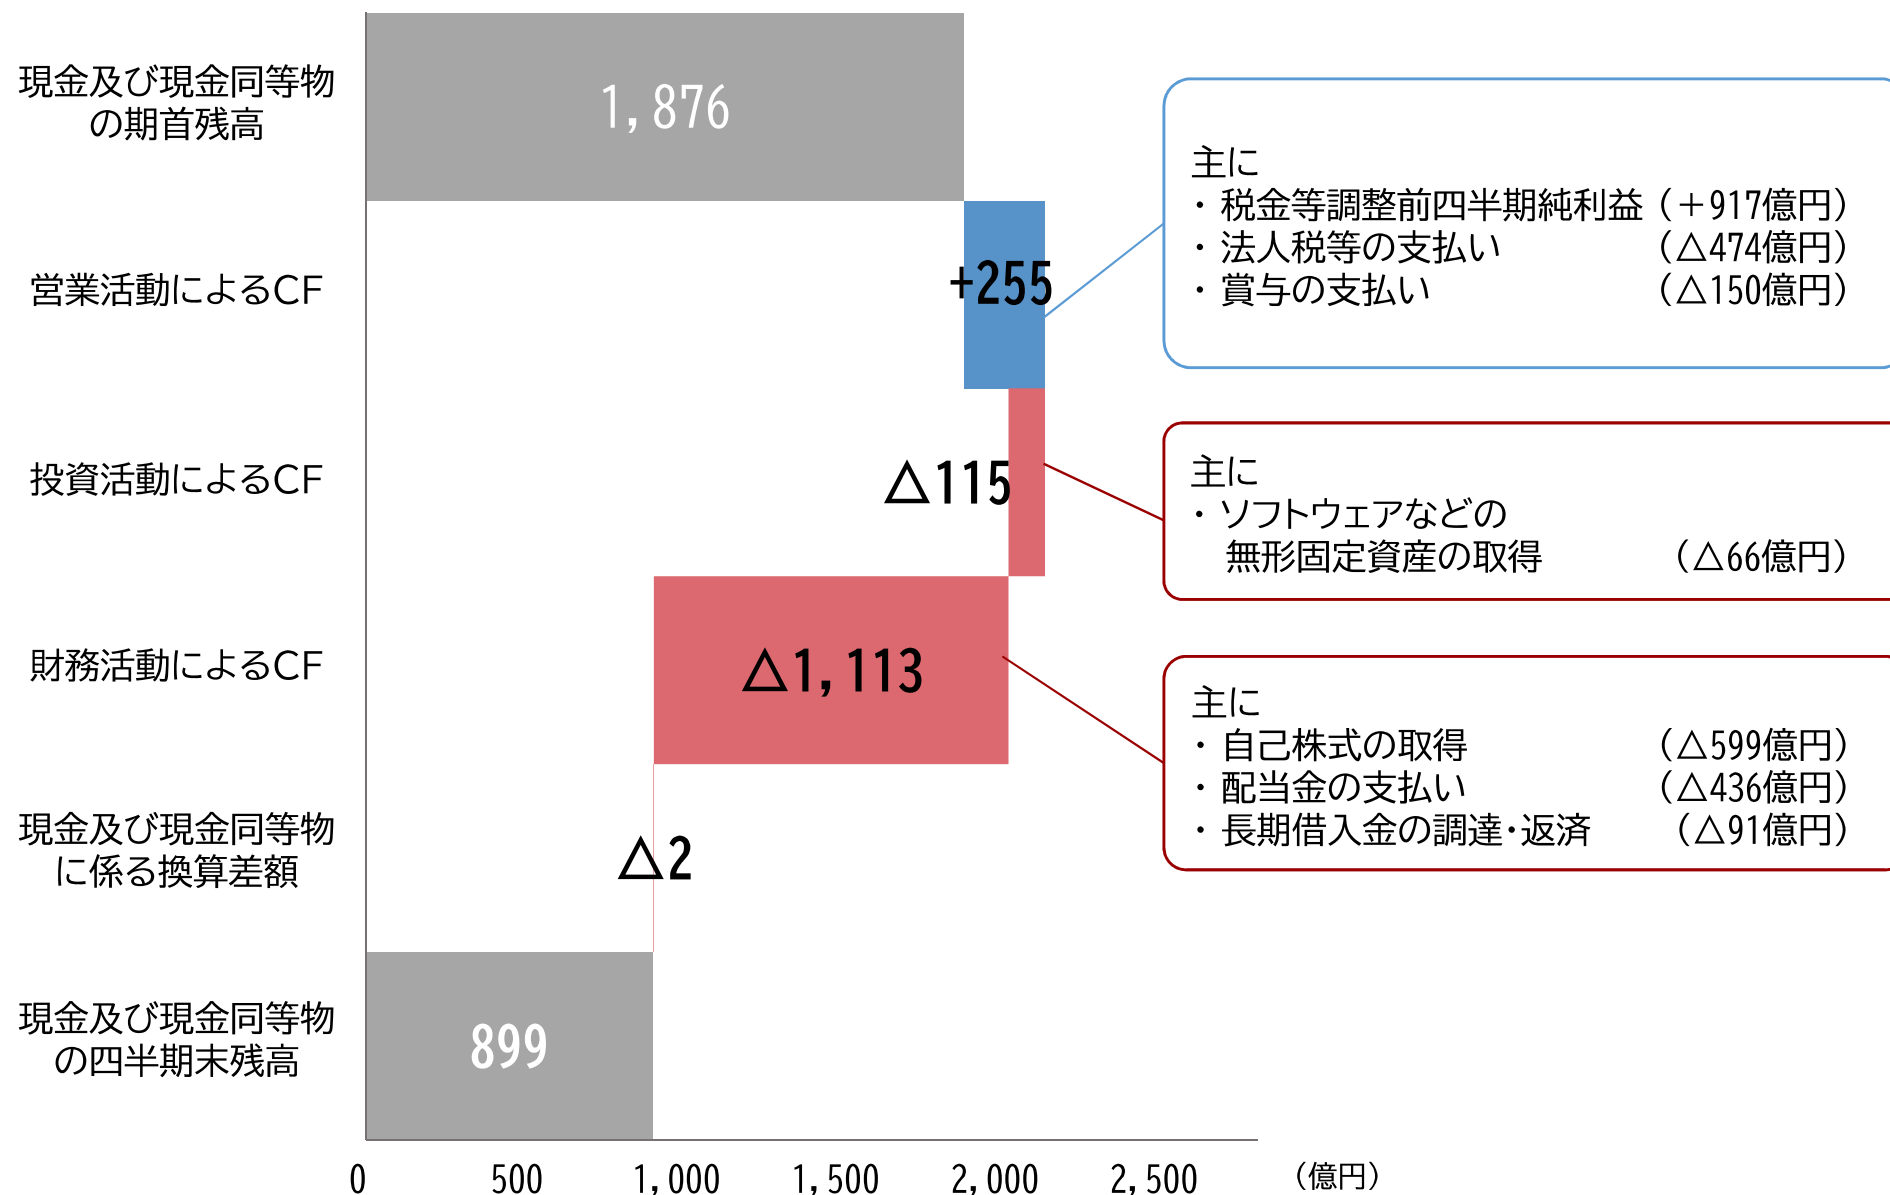 現金及び現金同等物
の期首残高
1,876
営業活動によるCF
+255
主に
・税金等調整前四半期純利益（＋917億円）
・法人税等の支払い（△474億円）
・賞与の支払い（△150億円）
投資活動によるCF
△115
主に
・ソフトウェアなどの
無形固定資産の取得（△66億円）
財務活動によるCF
△1,113
主に
・自己株式の取得（△599億円）
・配当金の支払い（△436億円）
・長期借入金の調達・返済（△91億円）
現金及び現金同等物
に係る換算差額
△2
現金及び現金同等物
の四半期末残高
899
0 500 1,000 1,500 2,000 2,500 （億円）